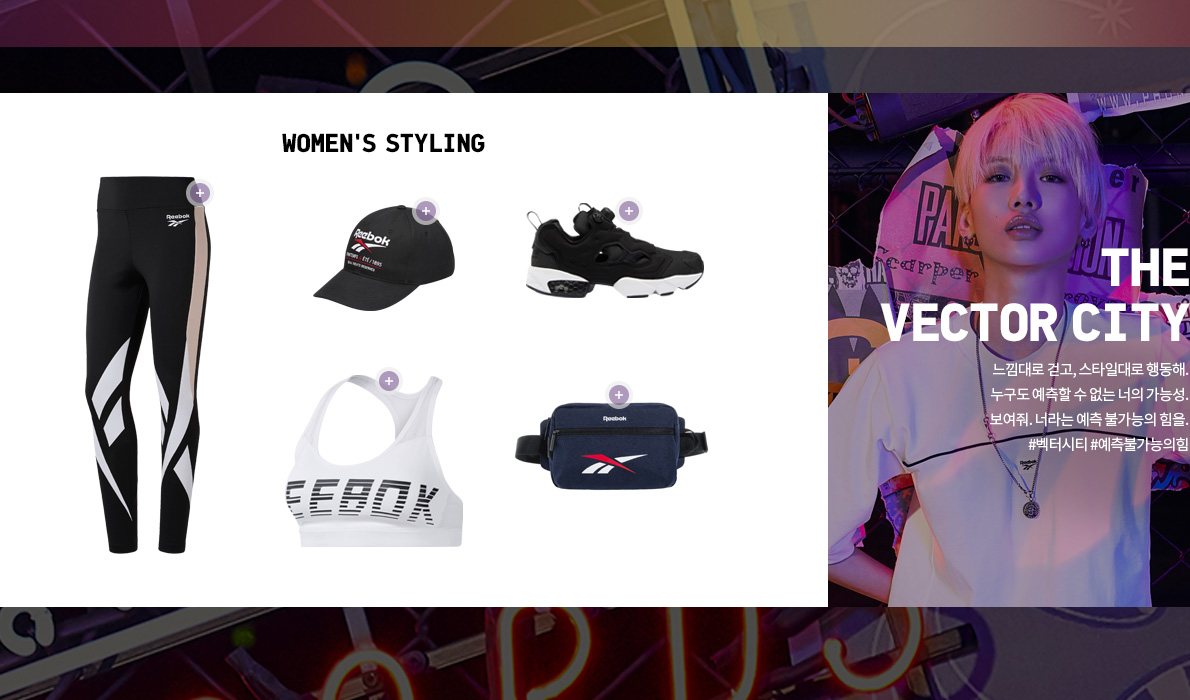 WOMEN'S STYLING
Reebok
Reebok
EEBOK
Reebok
THE
VECTOR CITY
느낌대로 걷고, 스타일대로 행동해.
누구도 예측할 수 없는 너의 가능성.
보여줘. 너라는 예측 불가능의 힘을.
#벡터시티 #예측불가능의힘